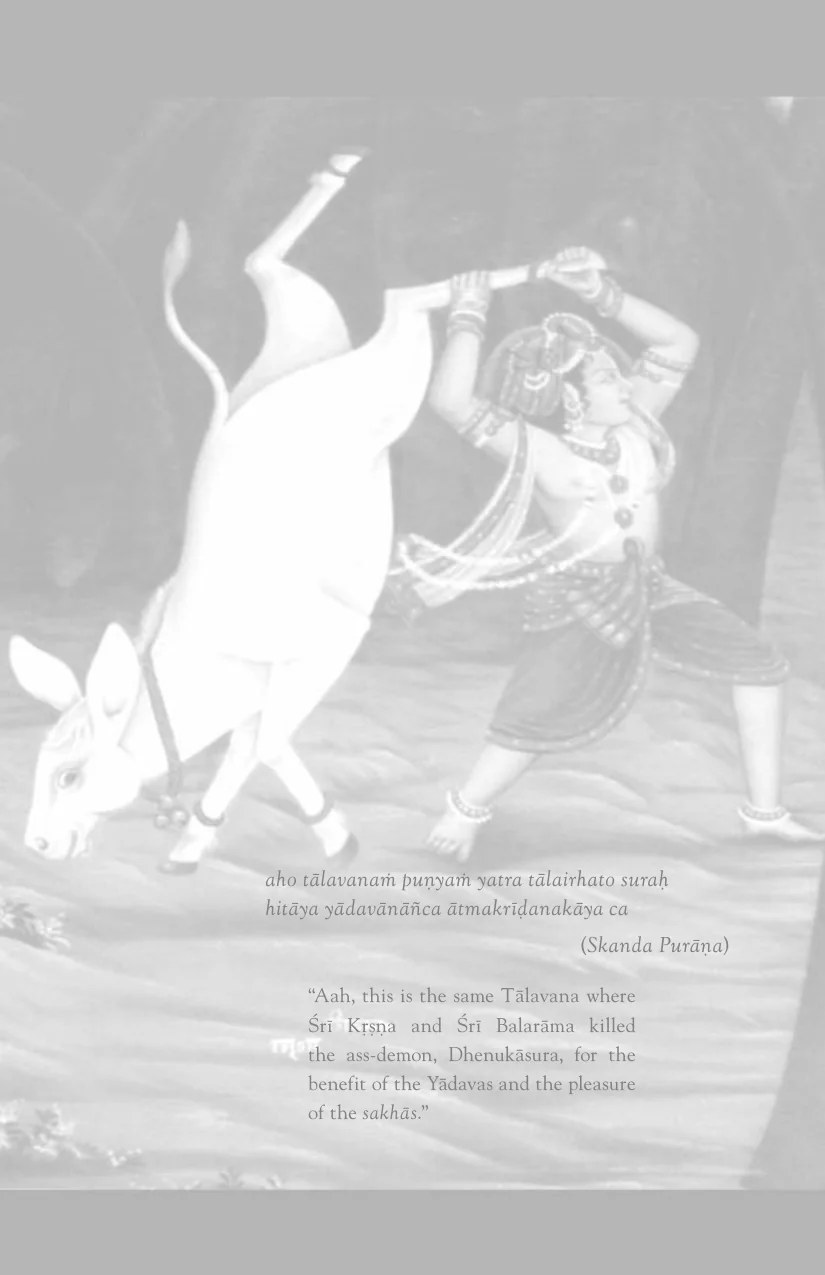 aho tālavanaṁ puṇyaṁ yatra tālairhato suraḥ
hitāya yādavānāñca ātmakrīḍanakāya ca
(Skanda Purāṇa)
“Aah, this is the same Tālavana where
Śrī Kṛṣṇa and Śrī Balarāma killed
the ass-demon, Dhenukāsura, for the
benefit of the Yādavas and the pleasure
of the sakhās.”